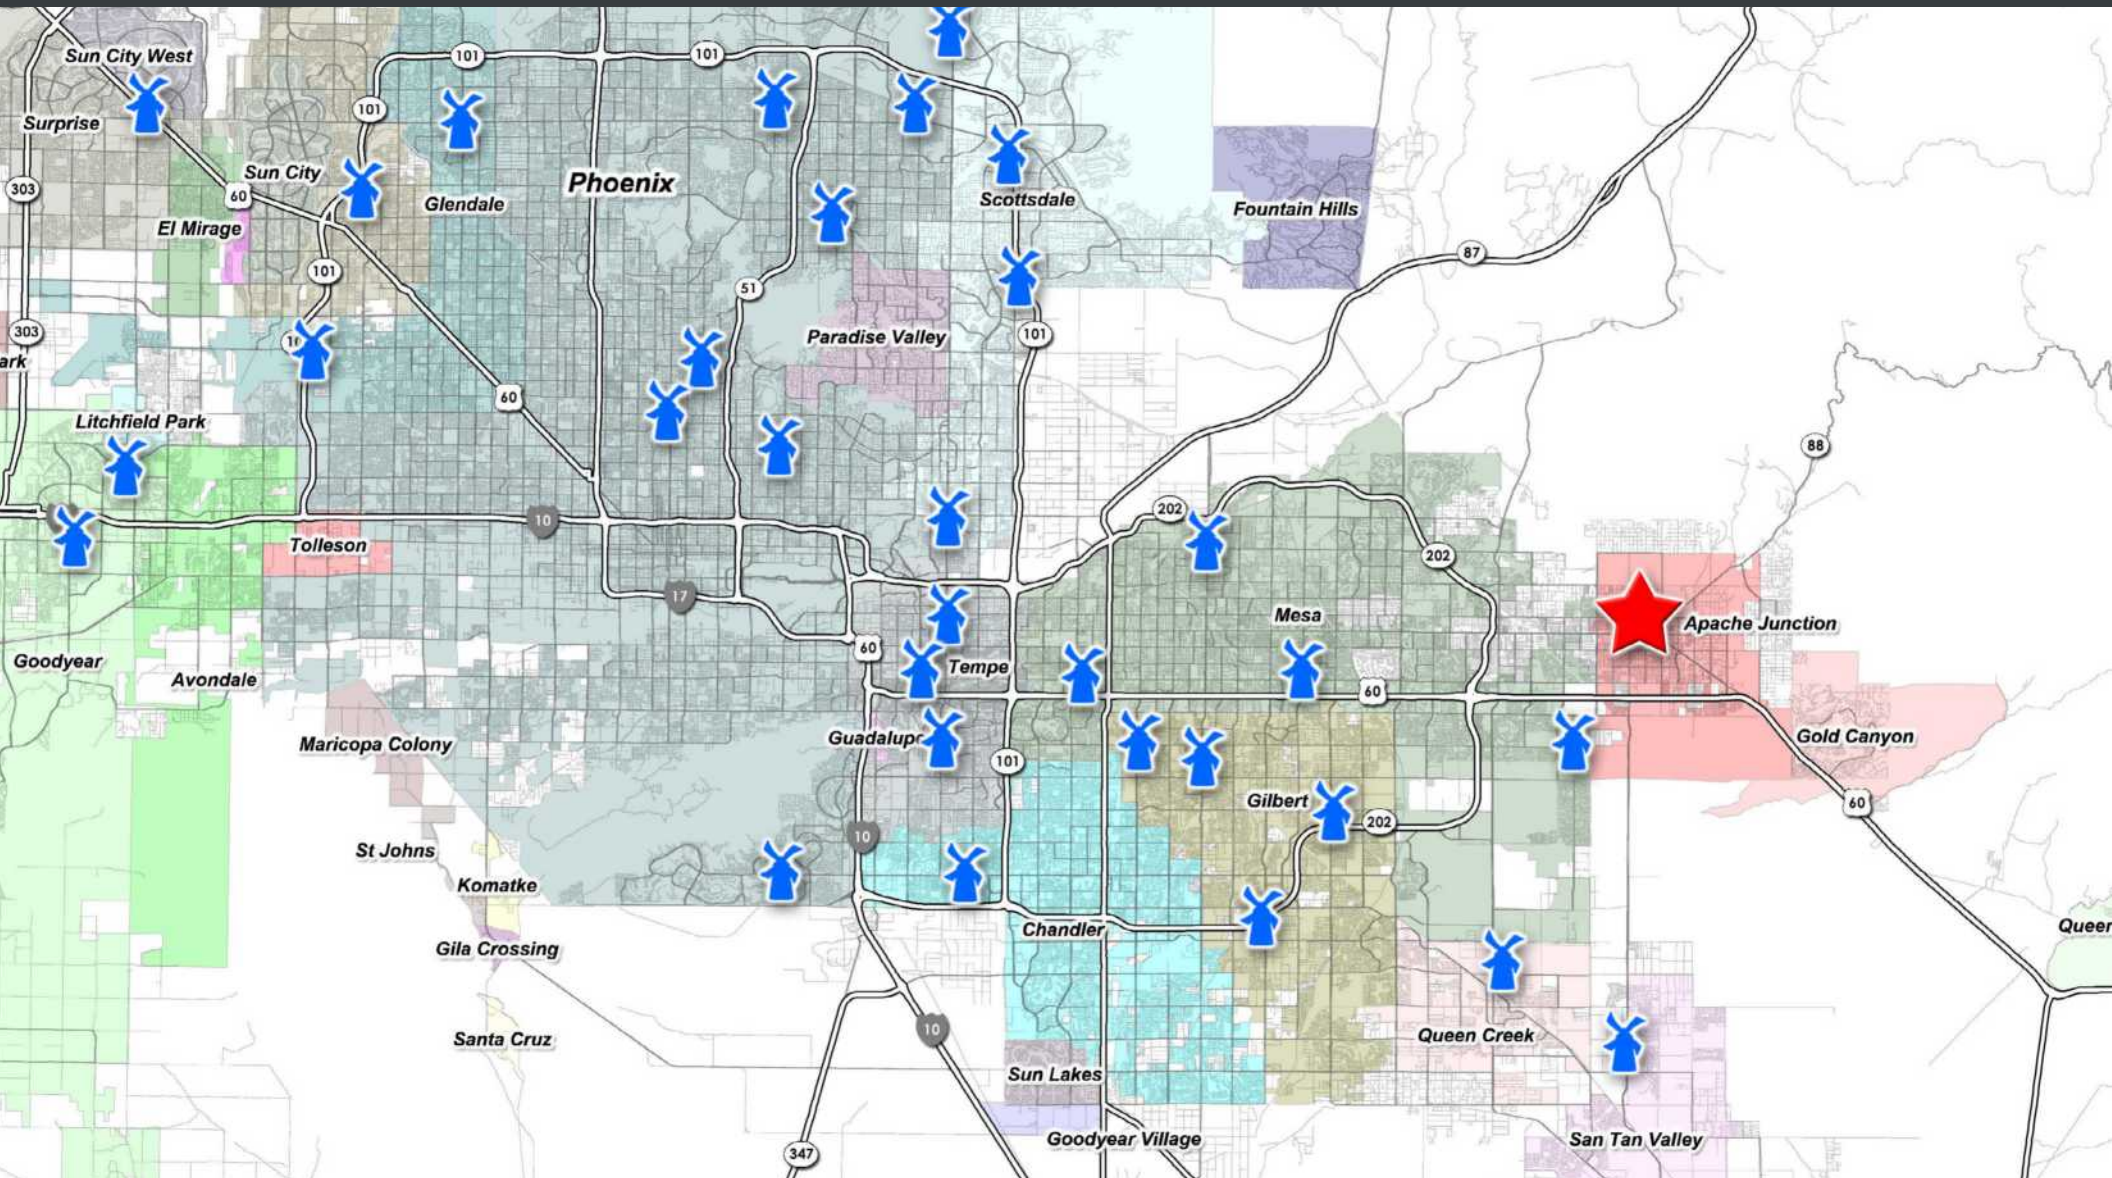 Sun City West
101
101
101
Surprise
Sun City
303
60
Phoenix
Glendale
Scottsdale
Fountain Hills
El Mirage
87
101
51
303
101
Paradise Valley
ark
60
Litchfield Park
88
202
10
Tolleson
202
17
Mesa
Apache Junction
60
Tempe
Goodyear
Avondale
60
Maricopa Colony
Guadalup
Gold Canyon
101
Gilbert
60
202
10
St Johns
Komatke
Chandler
Queer
Gila Crossing
10
Santa Cruz
Queen Creek
Sun Lakes
Goodyear Village
San Tan Valley
347